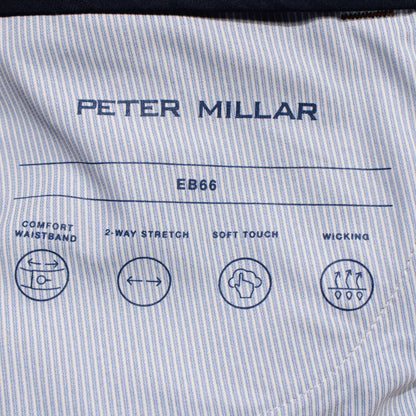 PETER MILLAR
EB66
COMFORT
WAISTBAND
2-WAY STRETCH
SOFT TOUCH
WICKING